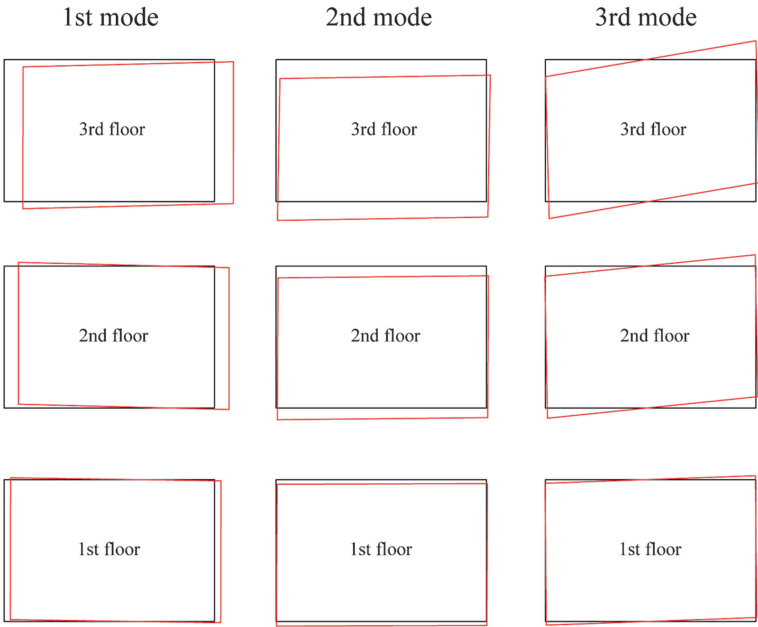 1st mode 2nd mode 3rd mode
3rd floor 3rd floor 3rd floor
2nd floor 2nd floor 2nd floor
1st floor 1st floor 1st floor